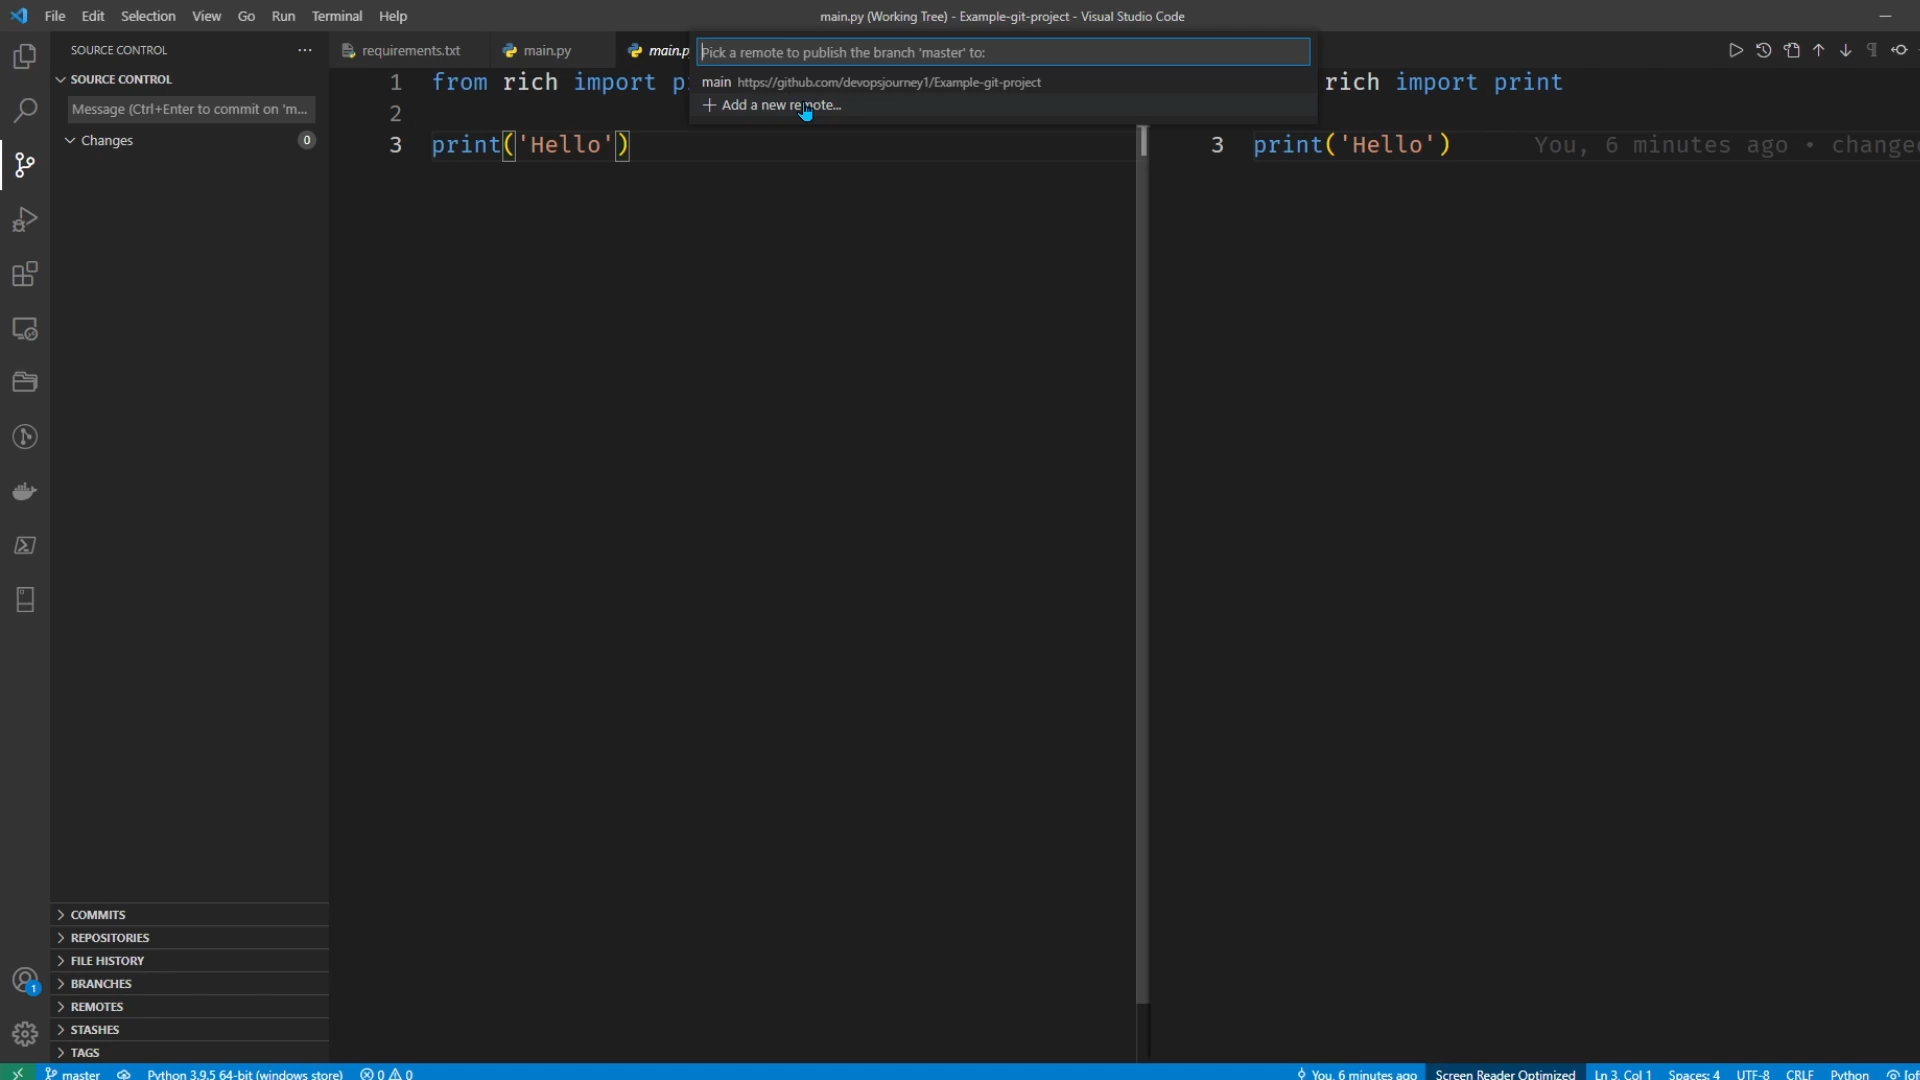 File Edit Selection View Go Run Terminal Help
main.py (Working Tree) - Example-git-project - Visual Studio Code
SOURCE CONTROL
requirements.txt
main.py
main.p
Pick a remote to publish the branch 'master' to:
main https://github.com/devopsjourney1/Example-git-project
Add a new remote...
SOURCE CONTROL
Message (Ctrl+Enter to commit on 'm...
Changes 0
1 from rich import p
2
3 print('Hello')
rich import print
3 print('Hello') You, 6 minutes ago • change
COMMITS
REPOSITORIES
FILE HISTORY
BRANCHES
1
REMOTES
STASHES
TAGS
master Python 3.9.5 64-bit (windows store) 0 0 You, 6 minutes ago Screen Reader Optimized Ln 3, Col 1 Spaces: 4 UTF-8 CRLF Python